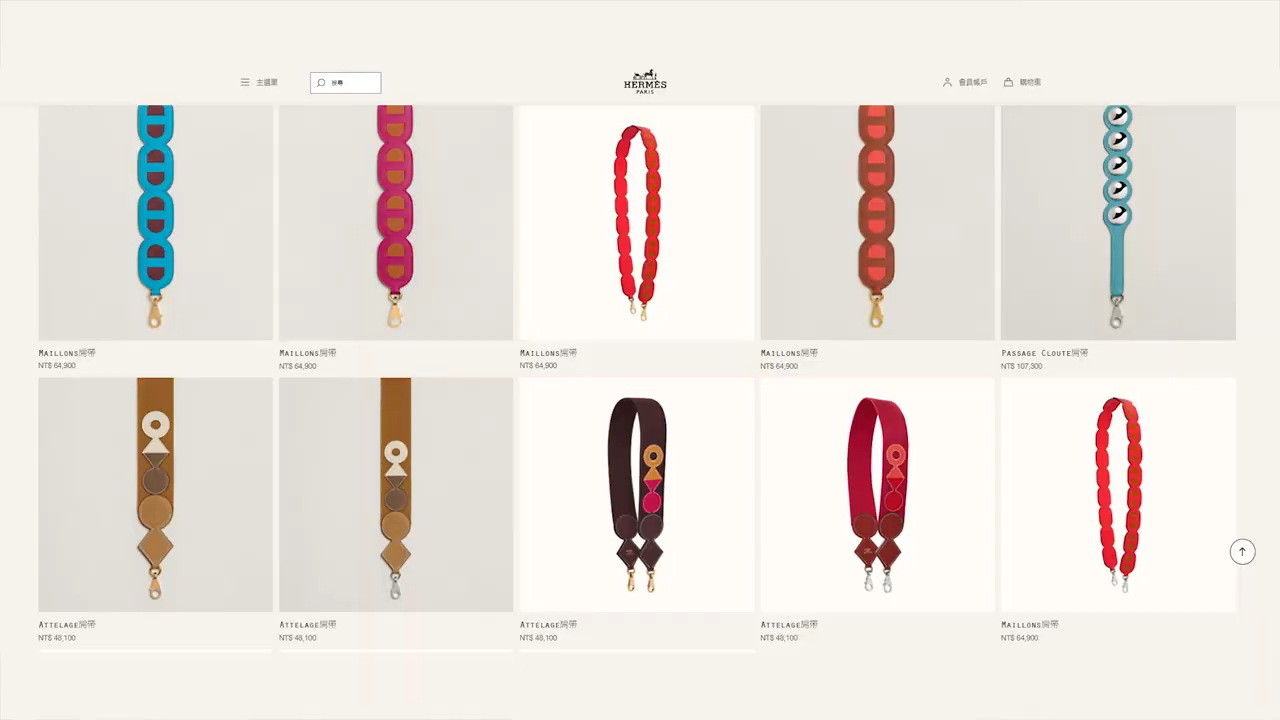 主選單
搜尋
HERMÈS
PARIS
會員帳戶
購物車
Maillons肩帶
NT$ 64,900
Maillons肩帶
NT$ 64,900
Maillons肩帶
NT$ 64,900
Maillons肩帶
NT$ 64,900
Passage Cloute肩帶
NT$ 107,300
Attelage肩帶
NT$ 48,100
Attelage肩帶
NT$ 48,100
Attelage肩帶
NT$ 48,100
Attelage肩帶
NT$ 48,100
Maillons肩帶
NT$ 64,900